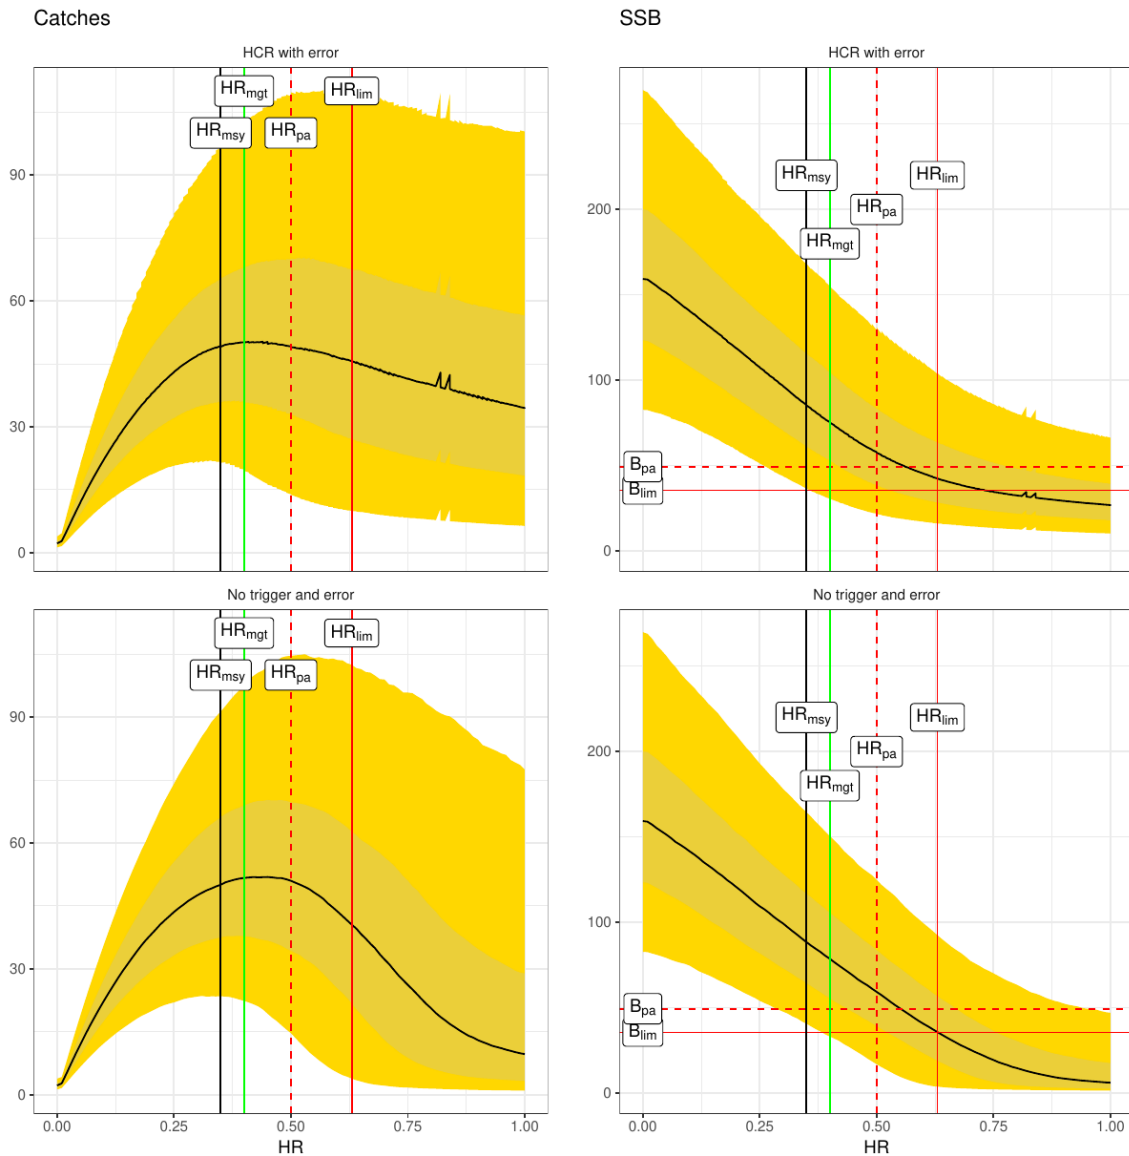 Catches
SSB
HCR with error
HCR with error
HRmgt
HRlim
HRmsy
HRpa
90
60
30
0
HRmsy
HRlim
HRpa
HRmgt
200
100
0
Bpa
Blim
No trigger and error
No trigger and error
HRmgt
HRlim
HRmsy
HRpa
90
60
30
0
0.00 0.25 0.50 0.75 1.00
HR
HRmsy
HRlim
HRpa
HRmgt
200
100
0
Bpa
Blim
0.00 0.25 0.50 0.75 1.00
HR